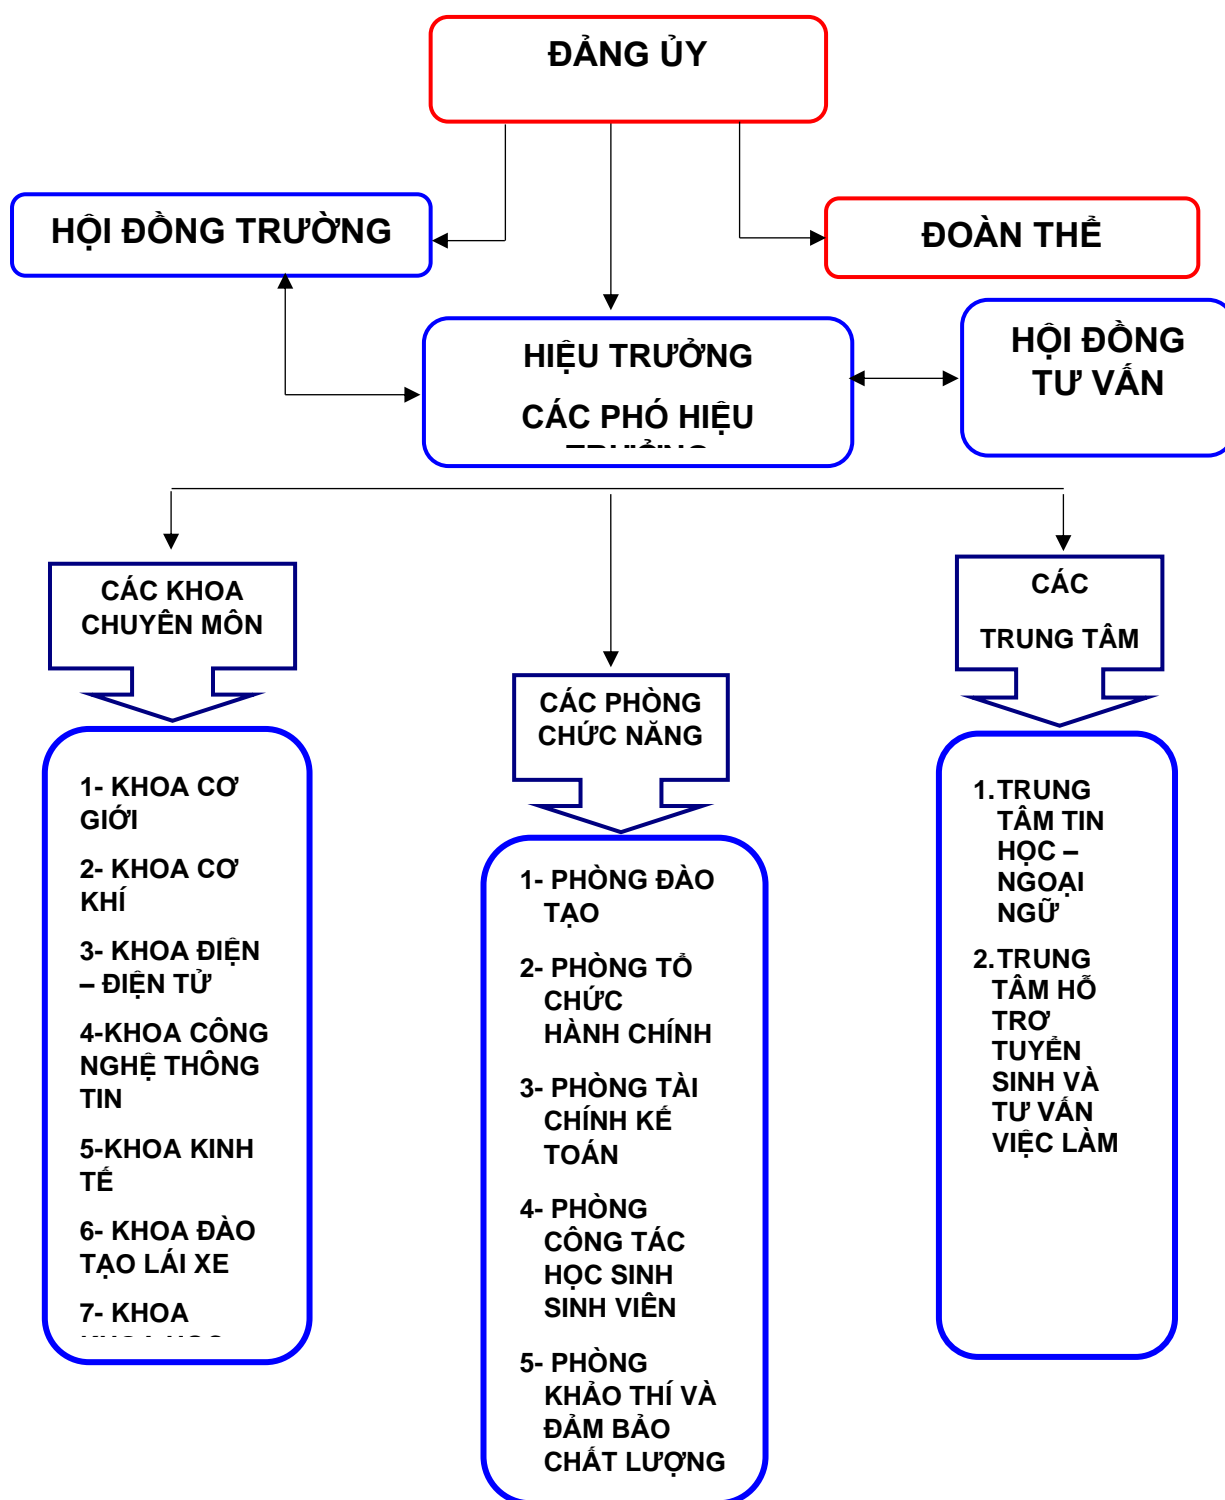 ĐẢNG ỦY
HỘI ĐỒNG TRƯỜNG
ĐOÀN THỂ
HIỆU TRƯỞNG
CÁC PHÓ HIỆU
TRƯỞNG
HỘI ĐỒNG
TƯ VẤN
CÁC KHOA
CHUYÊN MÔN
CÁC PHÒNG
CHỨC NĂNG
CÁC
TRUNG TÂM
1- KHOA CƠ
GIỚI
2- KHOA CƠ
KHÍ
3- KHOA ĐIỆN
– ĐIỆN TỬ
4-KHOA CÔNG
NGHỆ THÔNG
TIN
5-KHOA KINH
TẾ
6- KHOA ĐÀO
TẠO LÁI XE
7- KHOA
KHOA HỌC
1- PHÒNG ĐÀO
TẠO
2- PHÒNG TỔ
CHỨC
HÀNH CHÍNH
3- PHÒNG TÀI
CHÍNH KẾ
TOÁN
4- PHÒNG
CÔNG TÁC
HỌC SINH
SINH VIÊN
5- PHÒNG
KHẢO THÍ VÀ
ĐẢM BẢO
CHẤT LƯỢNG
1.TRUNG
TÂM TIN
HỌC –
NGOẠI
NGỮ
2.TRUNG
TÂM HỖ
TRƠ
TUYỂN
SINH VÀ
TƯ VẤN
VIỆC LÀM